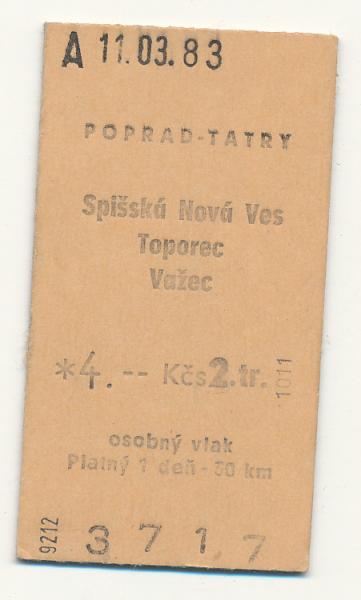 A 11.03.83
POPRAD-TATRY
Spišská Nová Ves
Toporec
Važec
*4.-- Kčs 2.tr.
1011
osobný vlak
Platný 1 deň - 30 km
9212
3717